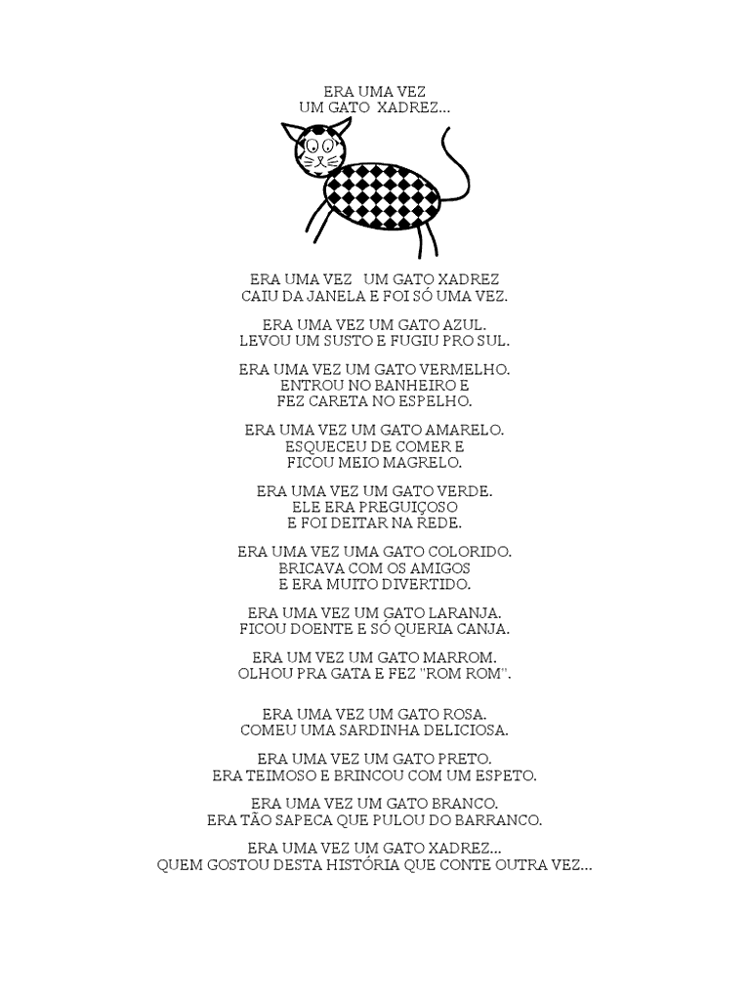 ERA UMA VEZ
UM GATO XADREZ...
ERA UMA VEZ UM GATO XADREZ
CAIU DA JANELA E FOI SÓ UMA VEZ.
ERA UMA VEZ UM GATO AZUL.
LEVOU UM SUSTO E FUGIU PRO SUL.
ERA UMA VEZ UM GATO VERMELHO.
ENTROU NO BANHEIRO E
FEZ CARETA NO ESPELHO.
ERA UMA VEZ UM GATO AMARELO.
ESQUECEU DE COMER E
FICOU MEIO MAGRELO.
ERA UMA VEZ UM GATO VERDE.
ELE ERA PREGUIÇOSO
E FOI DEITAR NA REDE.
ERA UMA VEZ UMA GATO COLORIDO.
BRICAVA COM OS AMIGOS
E ERA MUITO DIVERTIDO.
ERA UMA VEZ UM GATO LARANJA.
FICOU DOENTE E SÓ QUERIA CANJA.
ERA UM VEZ UM GATO MARROM.
OLHOU PRA GATA E FEZ "ROM ROM".
ERA UMA VEZ UM GATO ROSA.
COMEU UMA SARDINHA DELICIOSA.
ERA UMA VEZ UM GATO PRETO.
ERA TEIMOSO E BRINCOU COM UM ESPETO.
ERA UMA VEZ UM GATO BRANCO.
ERA TÃO SAPECA QUE PULOU DO BARRANCO.
ERA UMA VEZ UM GATO XADREZ...
QUEM GOSTOU DESTA HISTÓRIA QUE CONTE OUTRA VEZ...